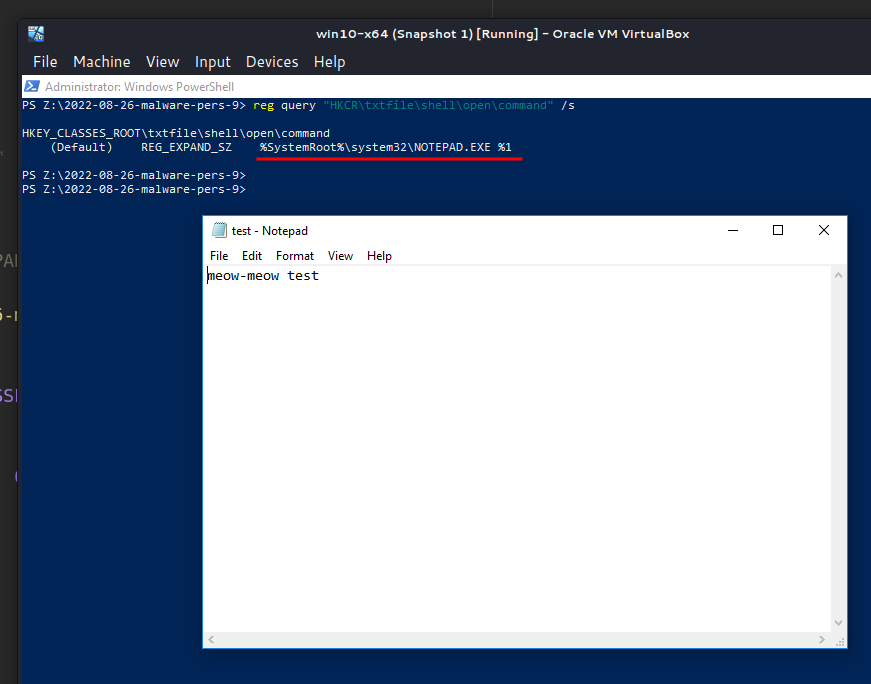 win10-x64 (Snapshot 1) [Running] - Oracle VM VirtualBox
File Machine View Input Devices Help
Administrator: Windows PowerShell
PS Z:\2022-08-26-malware-pers-9> reg query "HKCR\txtfile\shell\open\command" /s
HKEY_CLASSES_ROOT\txtfile\shell\open\command
(Default) REG_EXPAND_SZ %SystemRoot%\system32\NOTEPAD.EXE %1
PS Z:\2022-08-26-malware-pers-9>
PS Z:\2022-08-26-malware-pers-9>
test - Notepad
File Edit Format View Help
meow-meow test